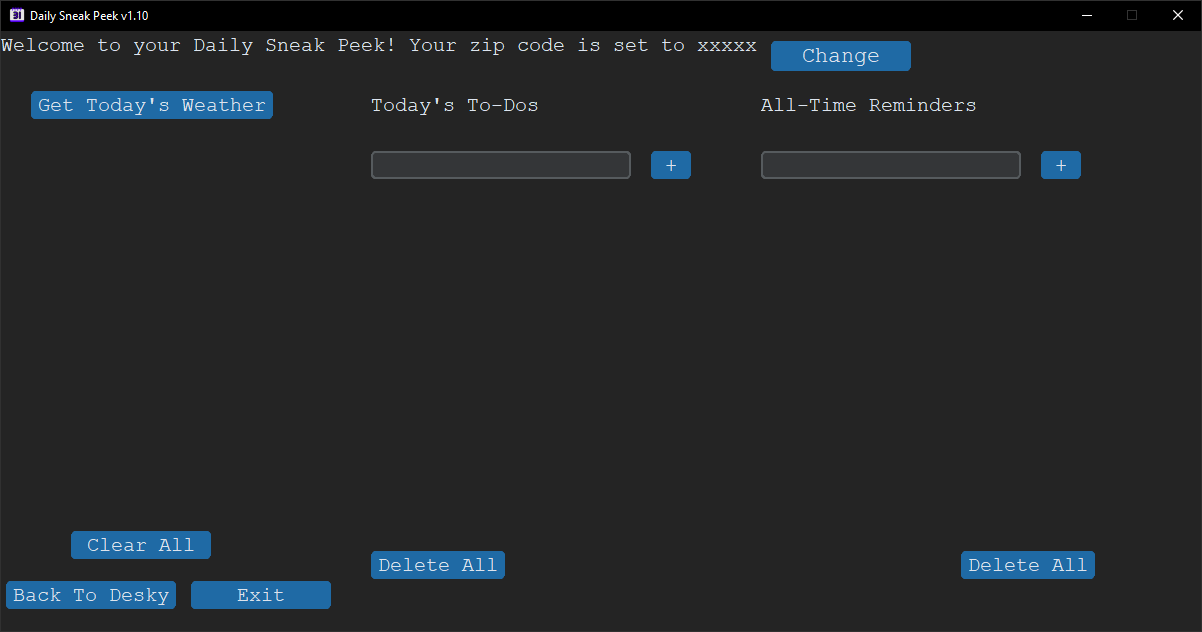 31 Daily Sneak Peek v1.10
Welcome to your Daily Sneak Peek! Your zip code is set to xxxxx Change
Get Today's Weather Today's To-Dos All-Time Reminders
+ +
Clear All
Delete All Delete All
Back To Desky Exit